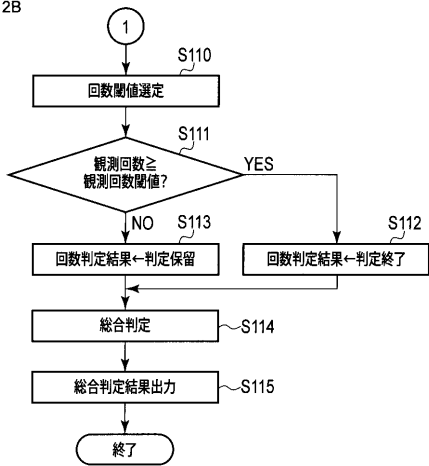 2B
1
S110
回数閾値選定
S111
観測回数≧
観測回数閾値?
YES
NO
S113
S112
回数判定結果←判定保留
回数判定結果←判定終了
総合判定
S114
総合判定結果出力
S115
終了